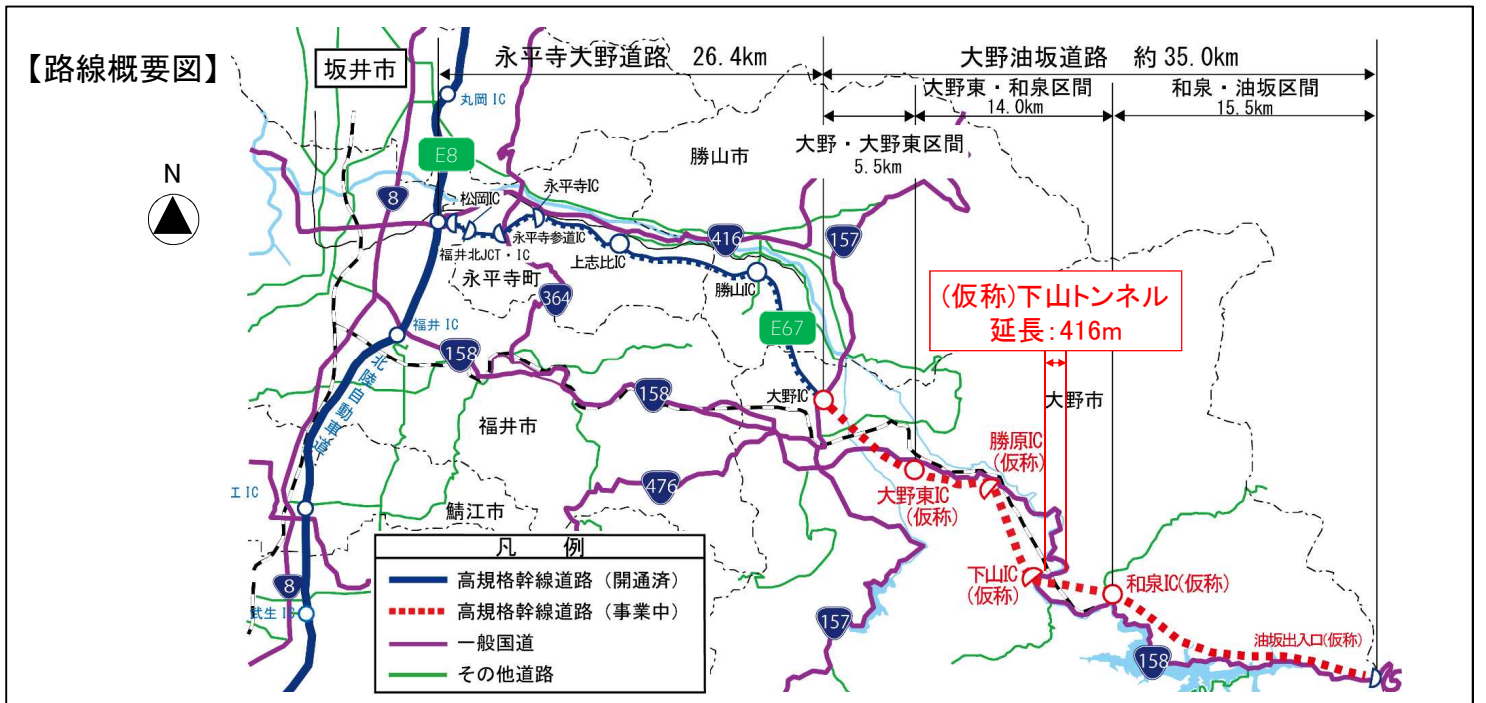 【路線概要図】
坂井市
永平寺大野道路 26.4km
大野油坂道路 約35.0km
大野東・和泉区間
14.0km
和泉・油坂区間
15.5km
大野・大野東区間
5.5km
N
丸岡IC
E8
勝山市
8
松岡IC
永平寺IC
永平寺参道IC
福井北JCT・IC
上志比IC
416
157
永平寺町
364
勝山IC
E67
(仮称)下山トンネル
延長:416m
福井IC
158
北陸自動車道
158
大野IC
大野市
福井市
勝原IC
(仮称)
476
大野東IC
(仮称)
エIC
鯖江市
8
武生IC
下山IC
(仮称)
和泉IC(仮称)
157
158
油坂出入口(仮称)
凡例
高規格幹線道路（開通済）
高規格幹線道路（事業中）
一般国道
その他道路